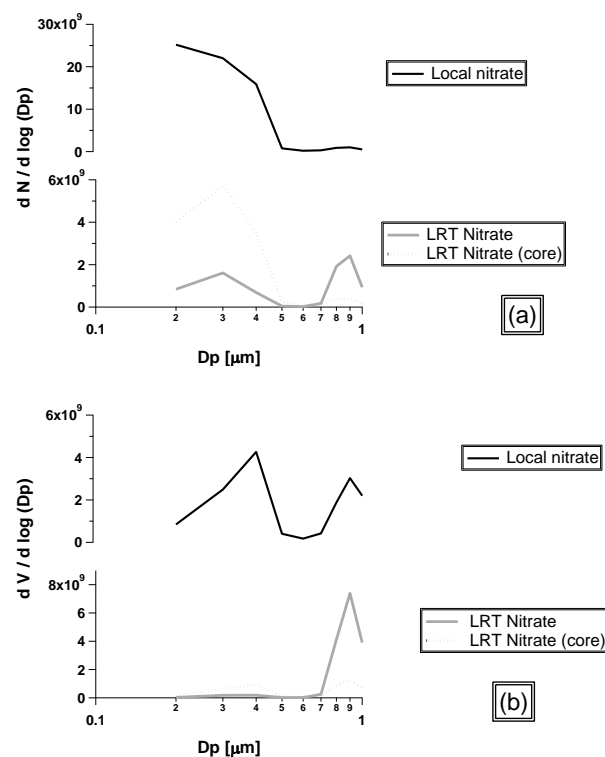 30x10⁹
20
10
0
d N / d log (Dp)
Local nitrate
6x10⁹
4
2
0
LRT Nitrate
LRT Nitrate (core)
0.1
2
3
4
5
6
7
8
9
1
Dp [µm]
(a)
6x10⁹
4
2
0
d V / d log (Dp)
Local nitrate
8x10⁹
6
4
2
0
LRT Nitrate
LRT Nitrate (core)
0.1
2
3
4
5
6
7
8
9
1
Dp [µm]
(b)